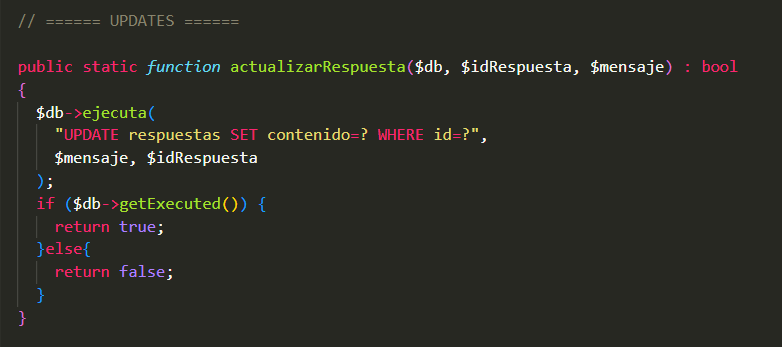 // ====== UPDATES ======
public static function actualizarRespuesta($db, $idRespuesta, $mensaje) : bool
{
$db->ejecuta(
"UPDATE respuestas SET contenido=? WHERE id=?",
$mensaje, $idRespuesta
);
if ($db->getExecuted()) {
return true;
}else{
return false;
}
}